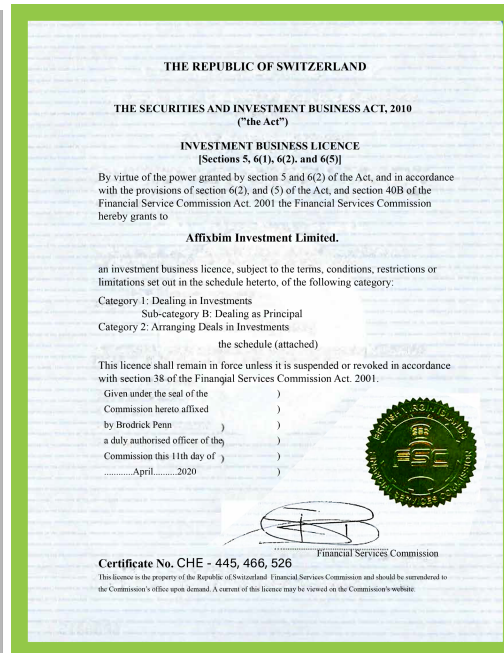 THE REPUBLIC OF SWITZERLAND
THE SECURITIES AND INVESTMENT BUSINESS ACT, 2010
("the Act")
INVESTMENT BUSINESS LICENCE
[Sections 5, 6(1), 6(2). and 6(5)]
By virtue of the power granted by section 5 and 6(2) of the Act, and in accordance
with the provisions of section 6(2), and (5) of the Act, and section 40B of the
Financial Service Commission Act. 2001 the Financial Services Commission
hereby grants to
Affixbim Investment Limited.
an investment business licence, subject to the terms, conditions, restrictions or
limitations set out in the schedule heterto, of the following category:
Category 1: Dealing in Investments
Sub-category B: Dealing as Principal
Category 2: Arranging Deals in Investments
the schedule (attached)
This licence shall remain in force unless it is suspended or revoked in accordance
with section 38 of the Finanqial Services Commission Act. 2001.
Given under the seal of the )
Commission hereto affixed )
by Brodrick Penn ) )
a duly authorised officer of the) )
Commission this 11th day of ) )
............April..........2020 )
BRITISH VIRGIN ISLANDS
FSC
FINANCIAL SERVICES COMMISSION
Financial Services Commission
Certificate No. CHE - 445, 466, 526
This licence is the property of the Republic of Switzerland Financial Services Commission and should be surrendered to
the Commission's office upon demand. A current of this licence may be viewed on the Commission's website.